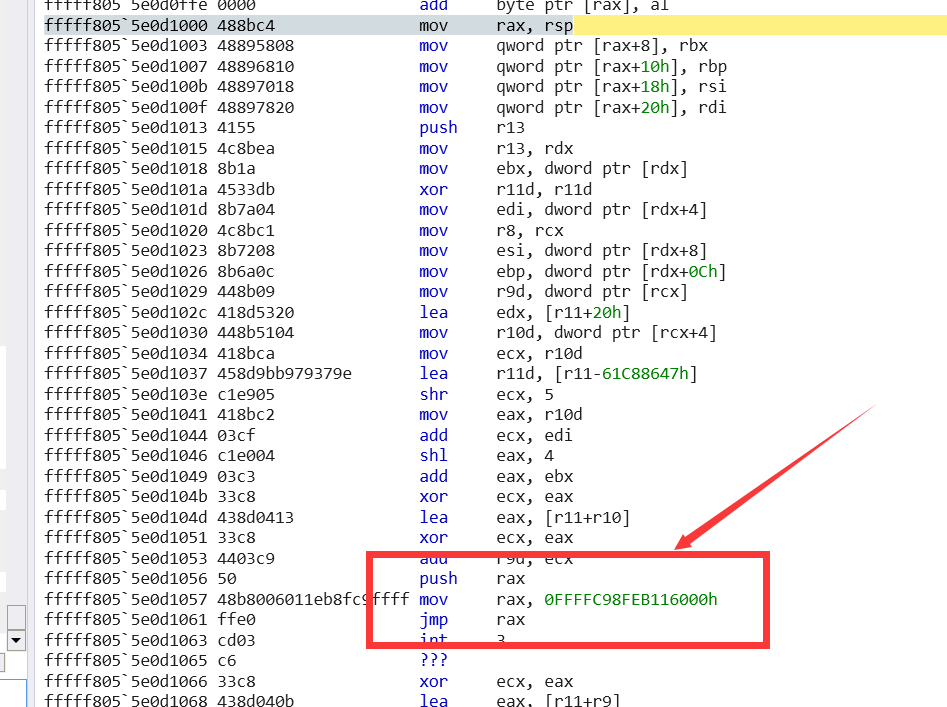 fffff805`5e0d0ffe 0000 add byte ptr [rax], al
fffff805`5e0d1000 488bc4 mov rax, rsp
fffff805`5e0d1003 48895808 mov qword ptr [rax+8], rbx
fffff805`5e0d1007 48896810 mov qword ptr [rax+10h], rbp
fffff805`5e0d100b 48897018 mov qword ptr [rax+18h], rsi
fffff805`5e0d100f 48897820 mov qword ptr [rax+20h], rdi
fffff805`5e0d1013 4155 push r13
fffff805`5e0d1015 4c8bea mov r13, rdx
fffff805`5e0d1018 8b1a mov ebx, dword ptr [rdx]
fffff805`5e0d101a 4533db xor r11d, r11d
fffff805`5e0d101d 8b7a04 mov edi, dword ptr [rdx+4]
fffff805`5e0d1020 4c8bc1 mov r8, rcx
fffff805`5e0d1023 8b7208 mov esi, dword ptr [rdx+8]
fffff805`5e0d1026 8b6a0c mov ebp, dword ptr [rdx+0Ch]
fffff805`5e0d1029 448b09 mov r9d, dword ptr [rcx]
fffff805`5e0d102c 418d5320 lea edx, [r11+20h]
fffff805`5e0d1030 448b5104 mov r10d, dword ptr [rcx+4]
fffff805`5e0d1034 418bca mov ecx, r10d
fffff805`5e0d1037 458d9bb979379e lea r11d, [r11-61C88647h]
fffff805`5e0d103e c1e905 shr ecx, 5
fffff805`5e0d1041 418bc2 mov eax, r10d
fffff805`5e0d1044 03cf add ecx, edi
fffff805`5e0d1046 c1e004 shl eax, 4
fffff805`5e0d1049 03c3 add eax, ebx
fffff805`5e0d104b 33c8 xor ecx, eax
fffff805`5e0d104d 438d0413 lea eax, [r11+r10]
fffff805`5e0d1051 33c8 xor ecx, eax
fffff805`5e0d1053 4403c9 add r9d, ecx
fffff805`5e0d1056 50 push rax
fffff805`5e0d1057 48b8006011eb8fc9ffff mov rax, 0FFFFC98FEB116000h
fffff805`5e0d1061 ffe0 jmp rax
fffff805`5e0d1063 cd03 int 3
fffff805`5e0d1065 c6 ???
fffff805`5e0d1066 33c8 xor ecx, eax
fffff805`5e0d1068 438d040b lea eax, [r11+r9]